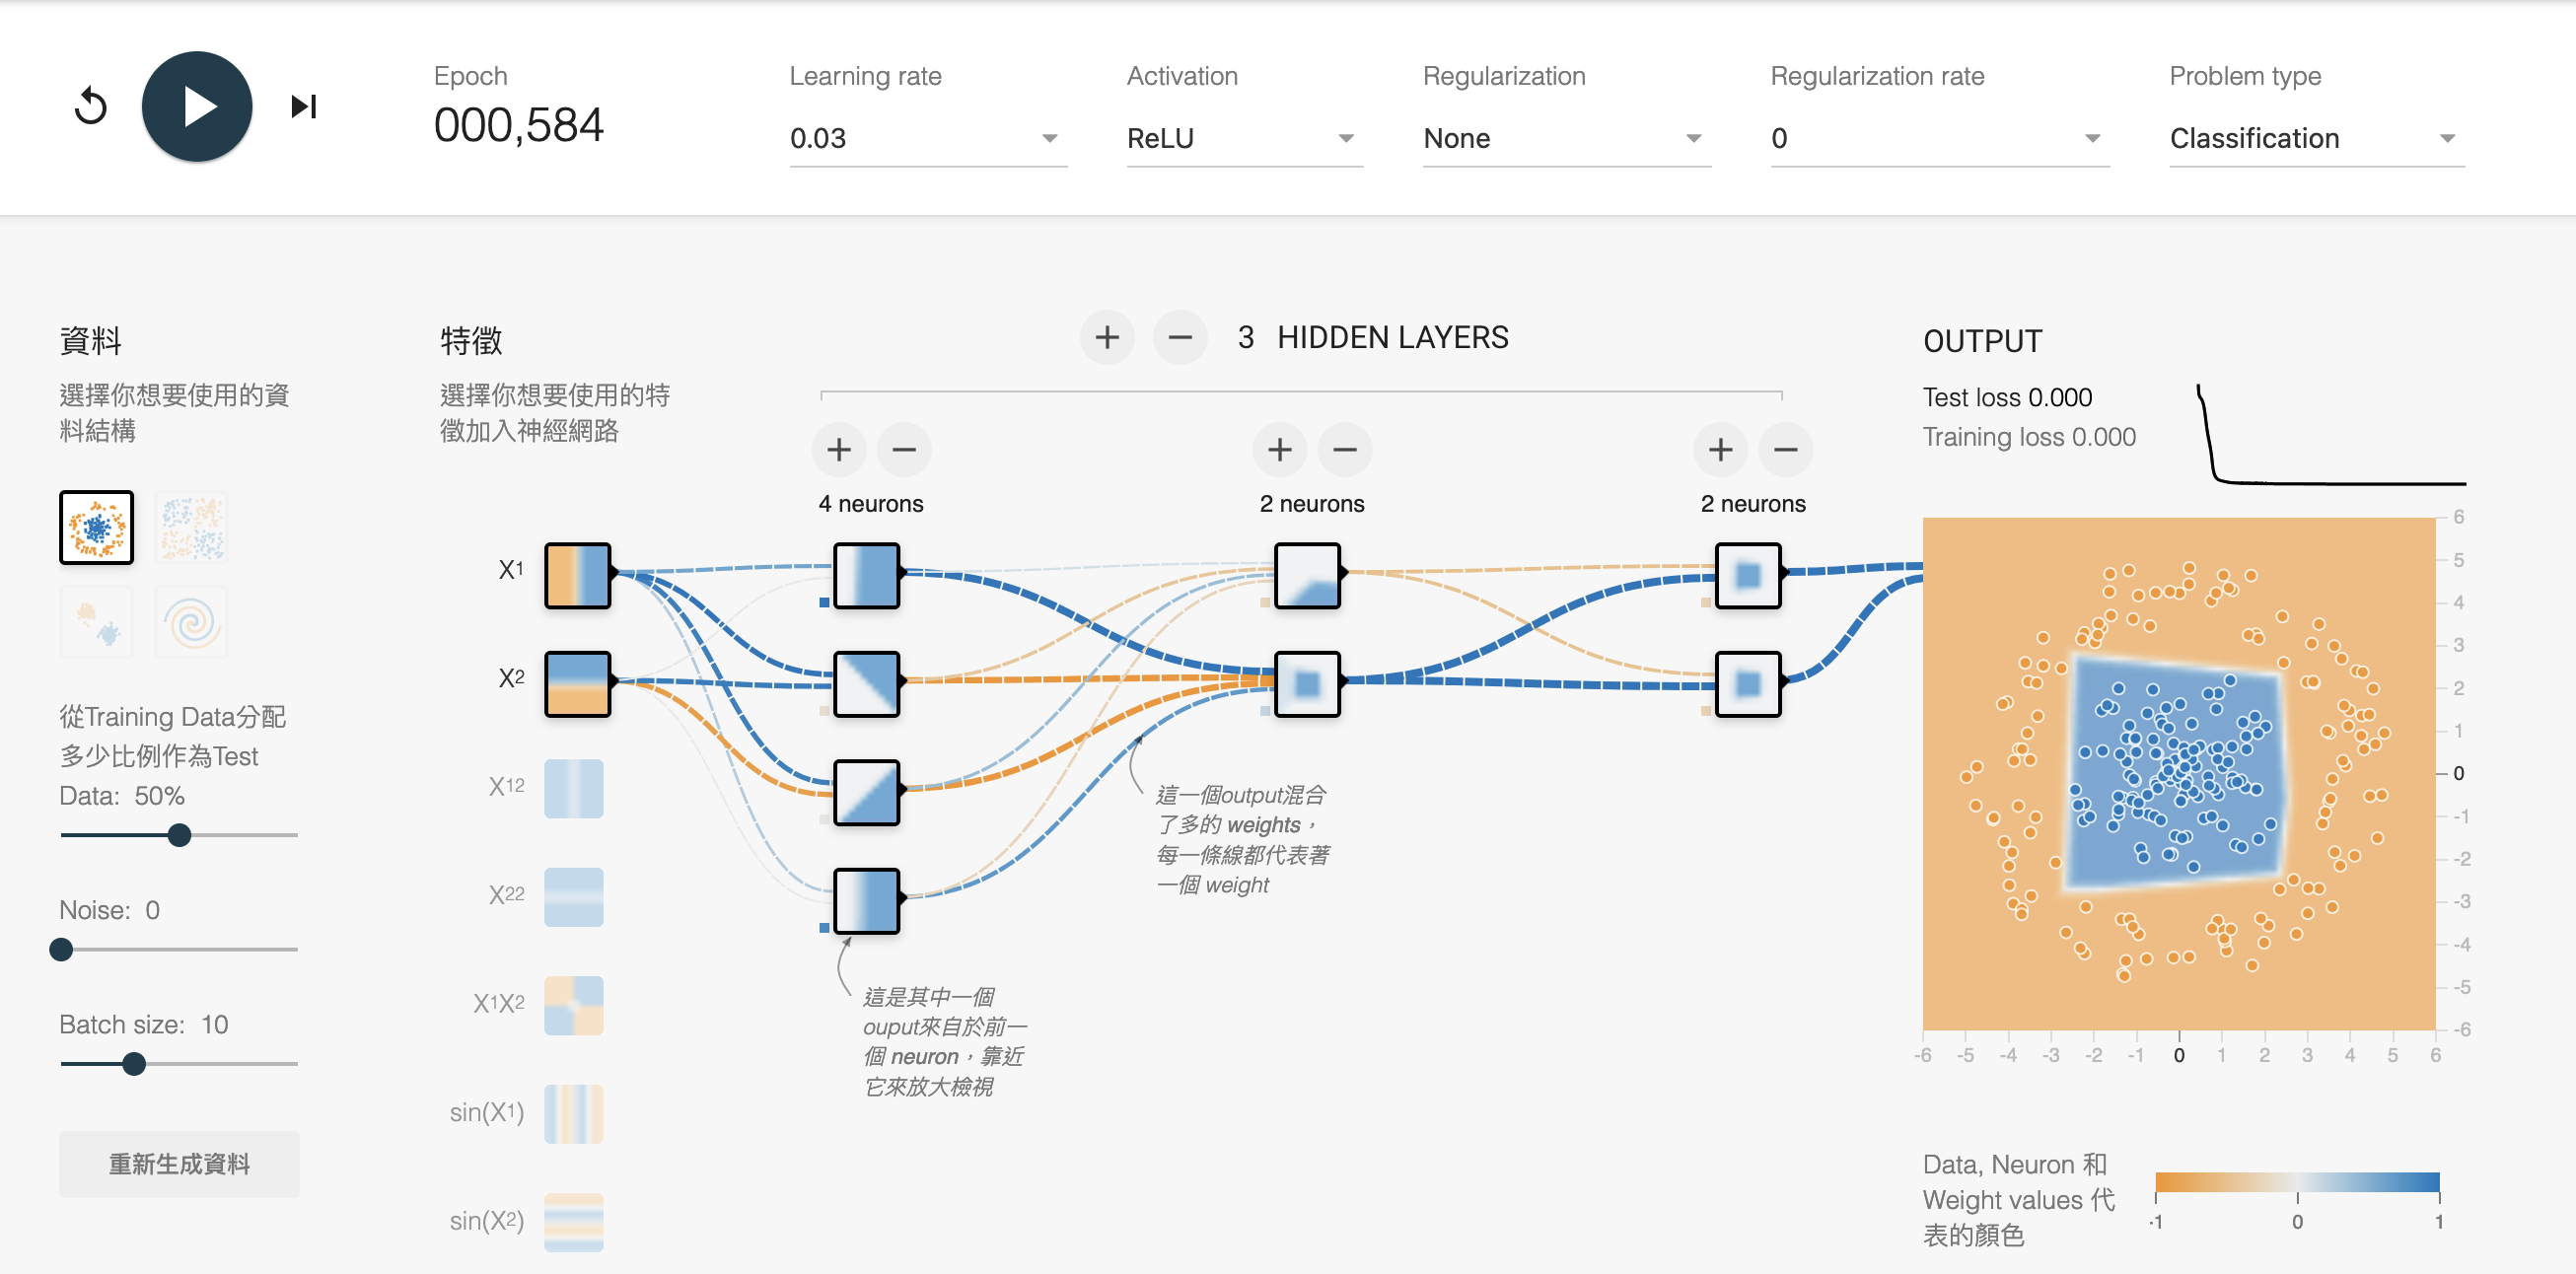 Epoch
000,584
Learning rate
0.03
Activation
ReLU
Regularization
None
Regularization rate
0
Problem type
Classification
資料
選擇你想要使用的資
料結構
從Training Data分配
多少比例作為Test
Data: 50%
Noise: 0
Batch size: 10
重新生成資料
特徵
選擇你想要使用的特
徵加入神經網路
X1
X2
X12
X22
X1X2
sin(X1)
sin(X2)
3 HIDDEN LAYERS
4 neurons
2 neurons
2 neurons
這一個output混合
了多的 weights，
每一條線都代表著
一個 weight
這是其中一個
ouput來自於前一
個 neuron，靠近
它來放大檢視
OUTPUT
Test loss 0.000
Training loss 0.000
6
5
4
3
2
1
0
-1
-2
-3
-4
-5
-6
-6 -5 -4 -3 -2 -1 0 1 2 3 4 5 6
Data, Neuron 和
Weight values 代
表的顏色
-1 0 1